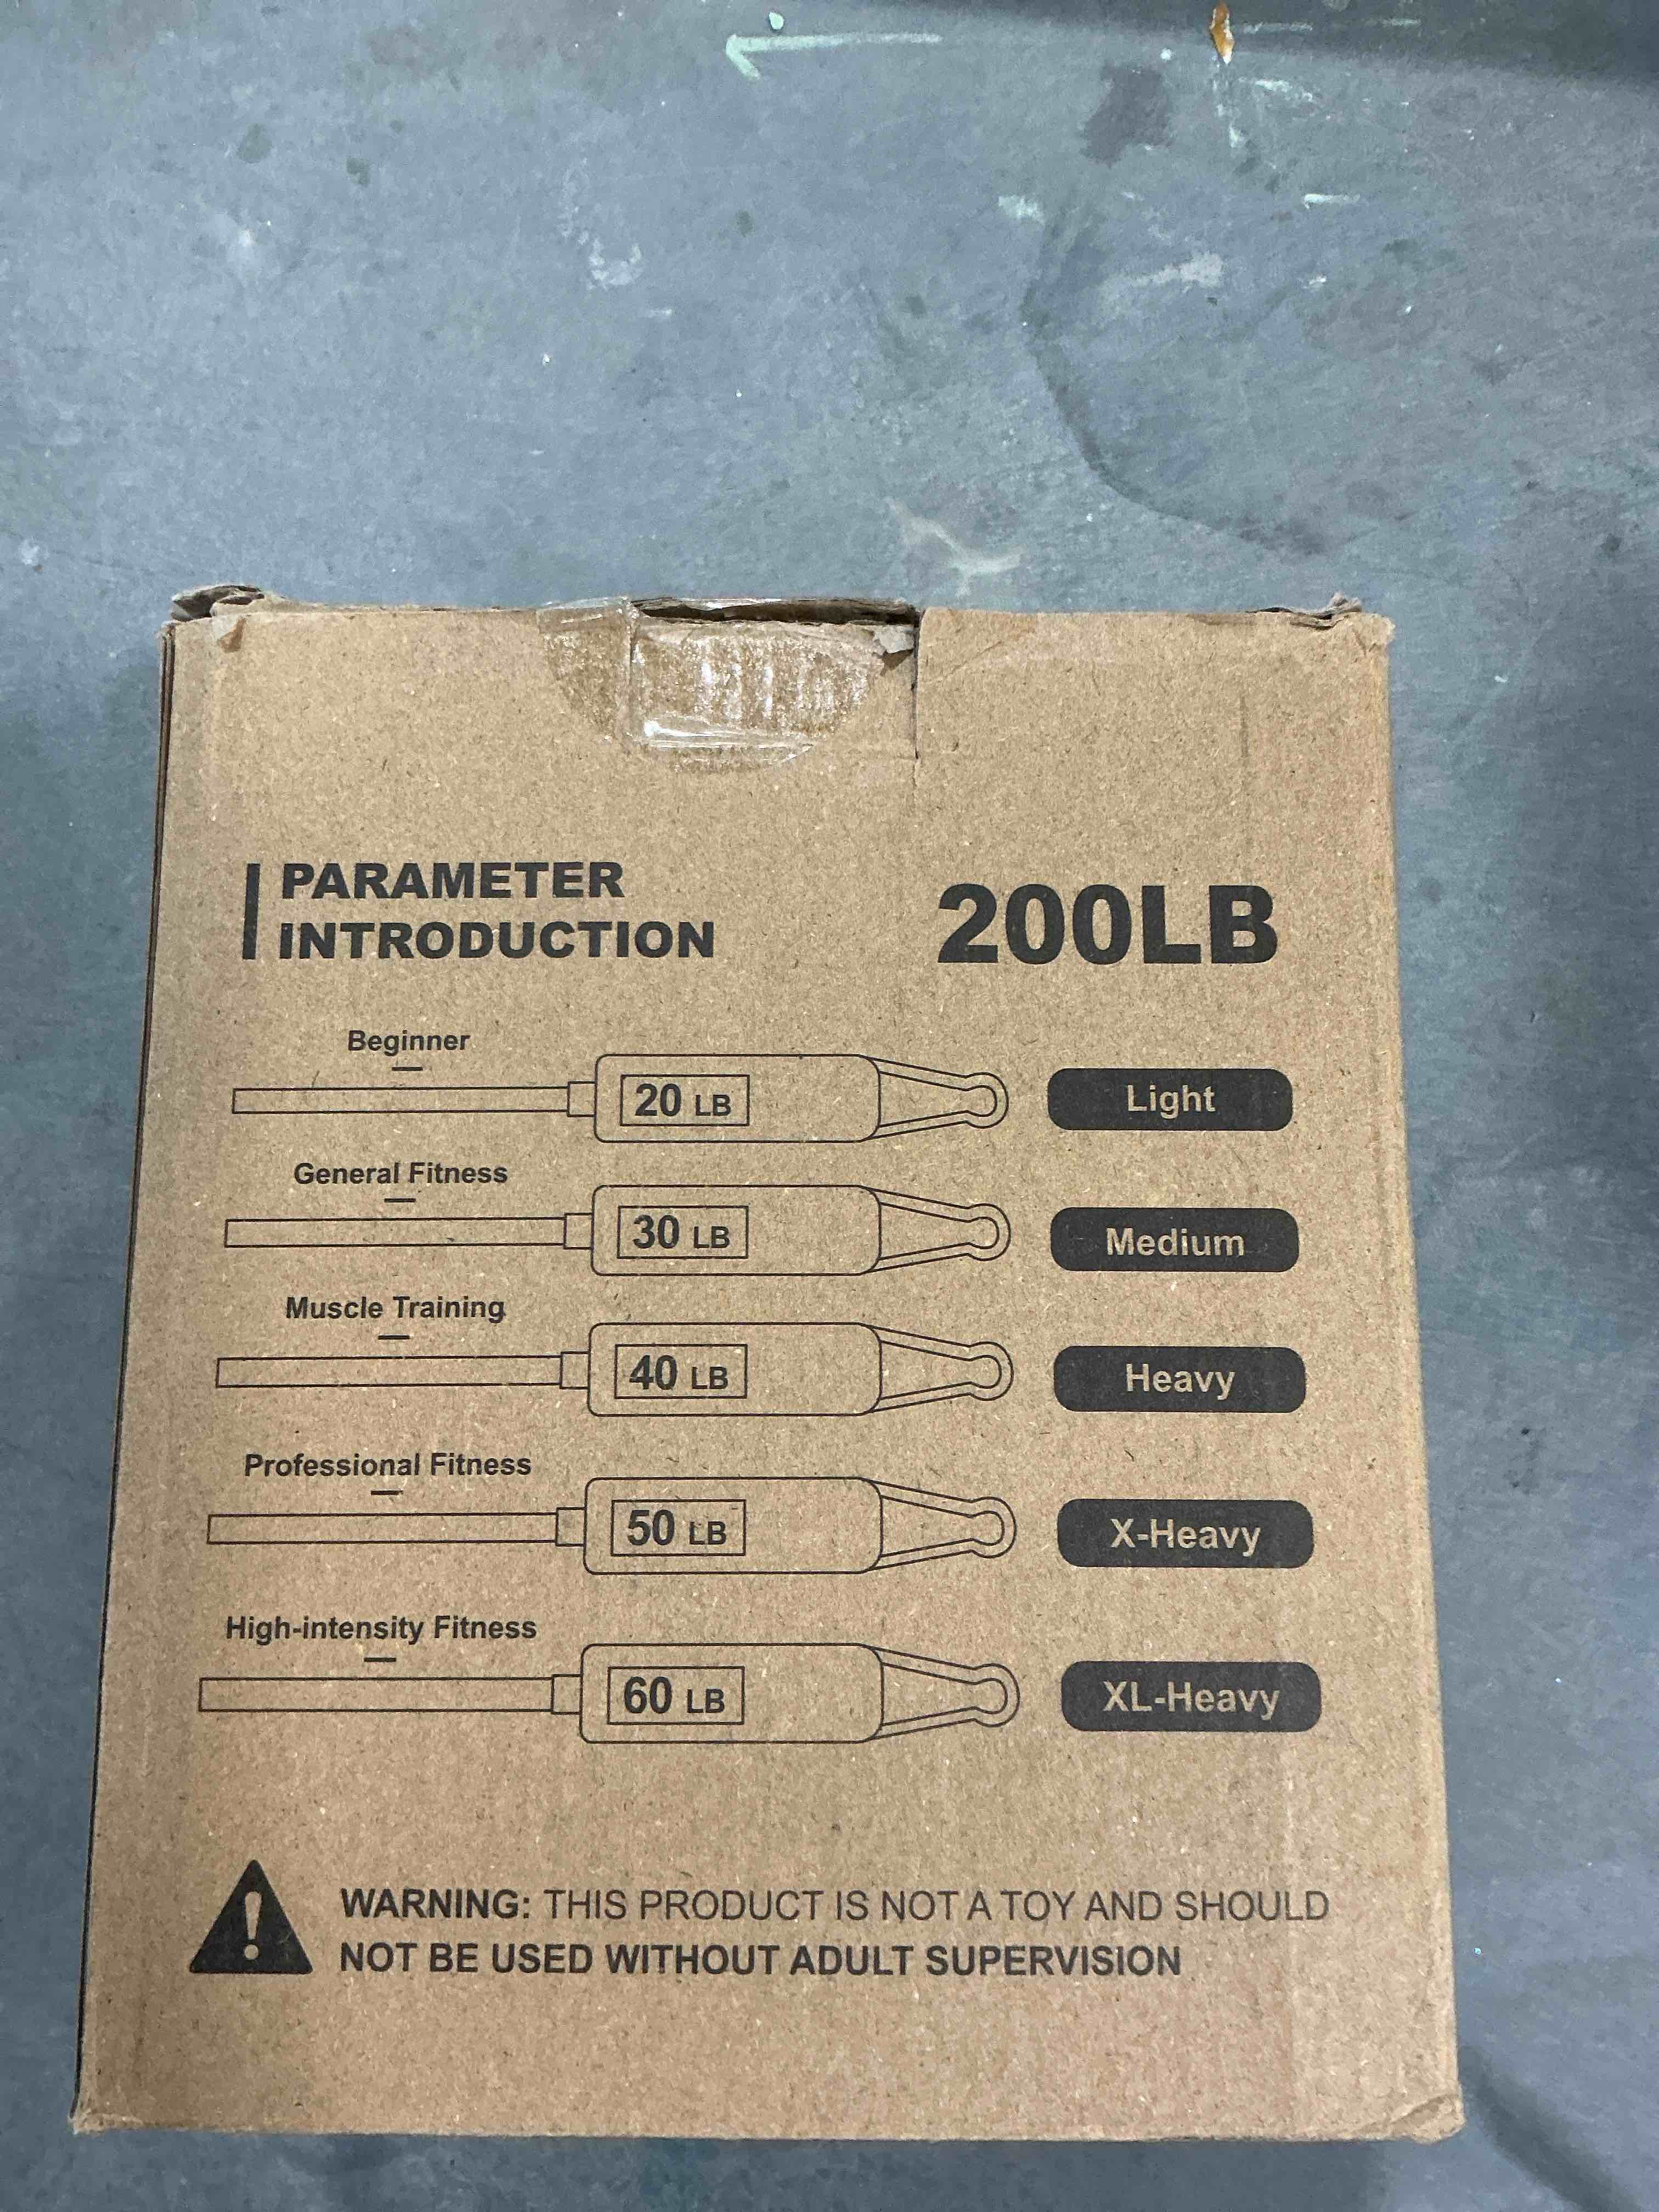 PARAMETER
INTRODUCTION
200LB
Beginner
20 LB
Light
General Fitness
30 LB
Medium
Muscle Training
40 LB
Heavy
Professional Fitness
50 LB
X-Heavy
High-intensity Fitness
60 LB
XL-Heavy
WARNING: THIS PRODUCT IS NOT A TOY AND SHOULD
NOT BE USED WITHOUT ADULT SUPERVISION